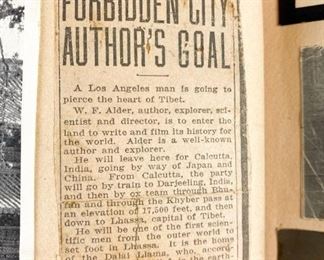 FORBIDDEN CITY
AUTHOR'S GOAL
A Los Angeles man is going to
pierce the heart of Tibet.
W. F. Alder, author, explorer, sci-
entist and director, is to enter the
land to write and film its history for
the world. Alder is a well-known
author and explorer.
He will leave here for Calcutta,
India, going by way of Japan and
China. From Calcutta, the party
will go by train to Darjeeling, India,
and then by ox team through Bhu-
tan and through the Khyber pass at
an elevation of 17,500 feet, and then
down to Lhassa, capital of Tibet.
He will be one of the first scien-
tific men from the outer world to
set foot in Lhassa. It is the home
of the Dalai Llama, who, accord-